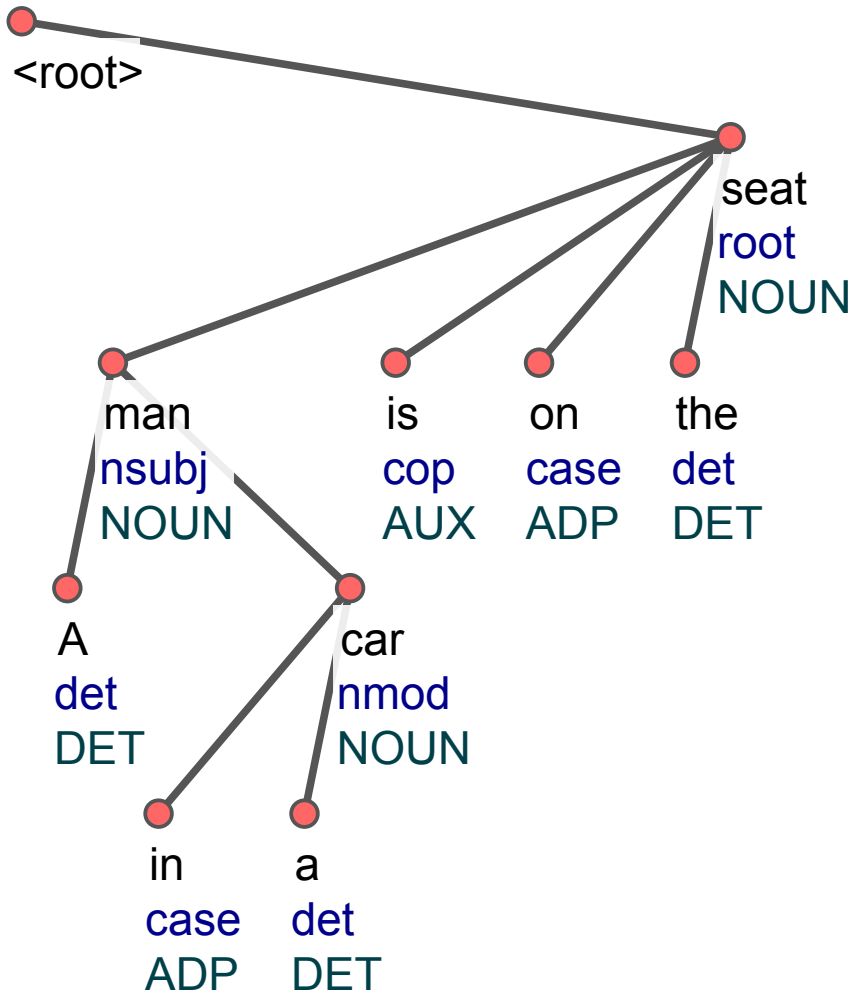 <root>
seat
root
NOUN
man is on the
nsubj cop case det
NOUN AUX ADP DET
A car
det nmod
DET NOUN
in a
case det
ADP DET